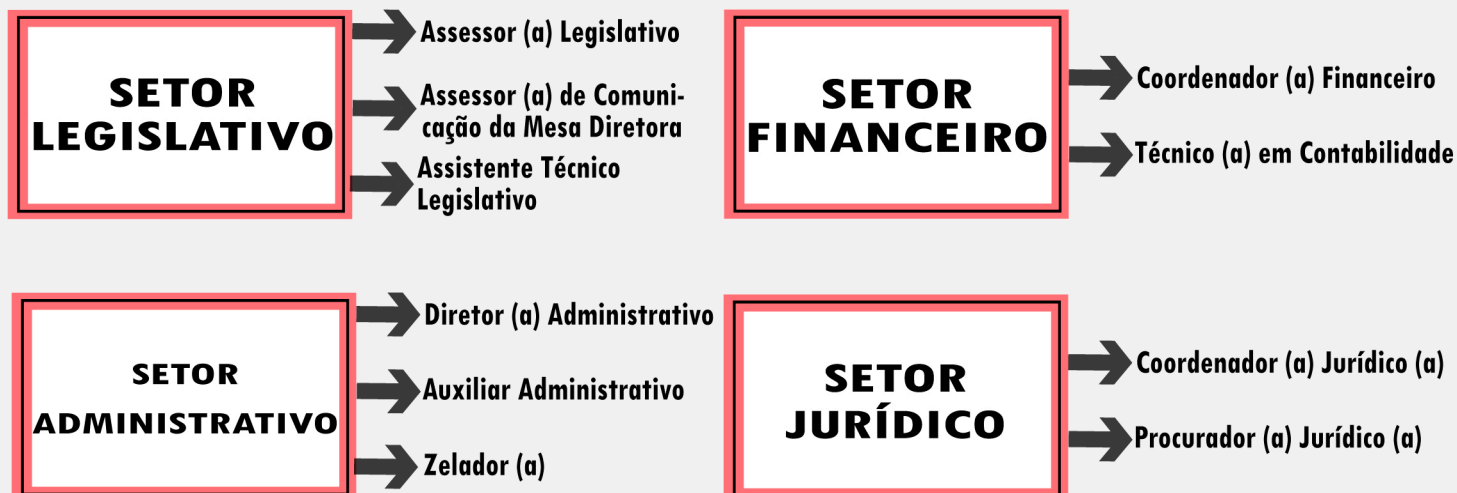 SETOR
LEGISLATIVO
Assessor (a) Legislativo
Assessor (a) de Comuni-
cação da Mesa Diretora
Assistente Técnico
Legislativo
SETOR
FINANCEIRO
Coordenador (a) Financeiro
Técnico (a) em Contabilidade
SETOR
ADMINISTRATIVO
Diretor (a) Administrativo
Auxiliar Administrativo
Zelador (a)
SETOR
JURÍDICO
Coordenador (a) Jurídico (a)
Procurador (a) Jurídico (a)